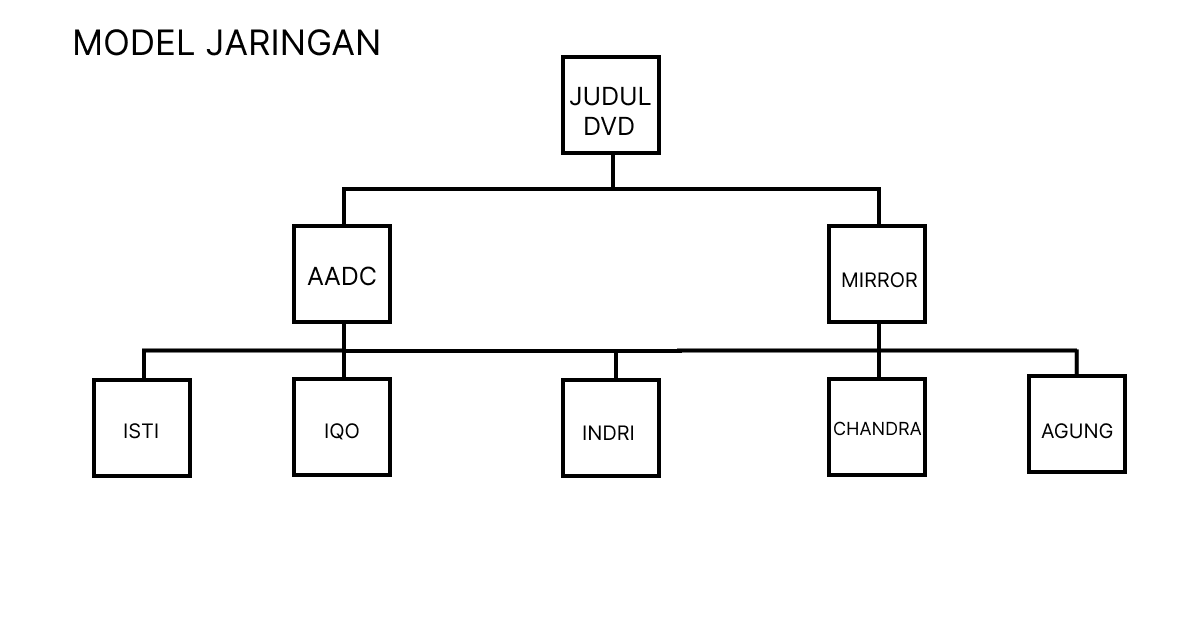 MODEL JARINGAN
JUDUL
DVD
AADC
MIRROR
ISTI
IQO
INDRI
CHANDRA
AGUNG